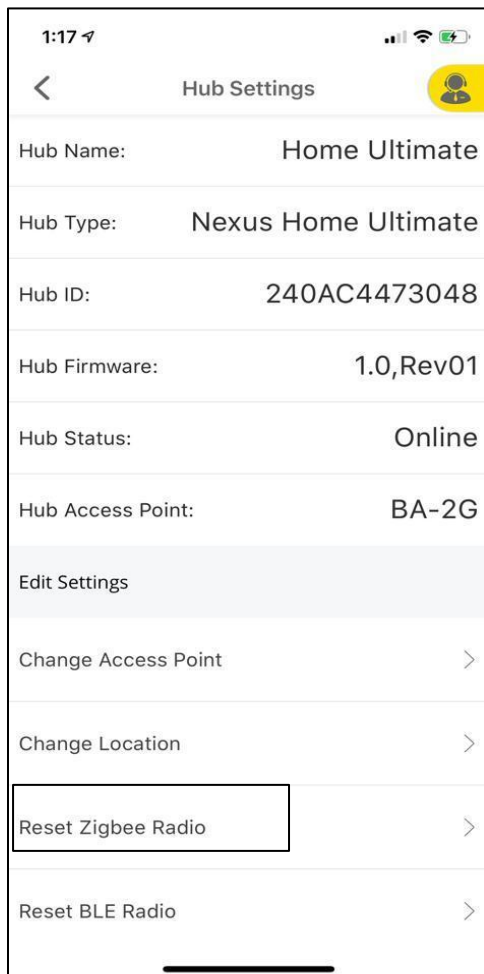 1:17
Hub Settings
Hub Name: Home Ultimate
Hub Type: Nexus Home Ultimate
Hub ID: 240AC4473048
Hub Firmware: 1.0,Rev01
Hub Status: Online
Hub Access Point: BA-2G
Edit Settings
Change Access Point
Change Location
Reset Zigbee Radio
Reset BLE Radio